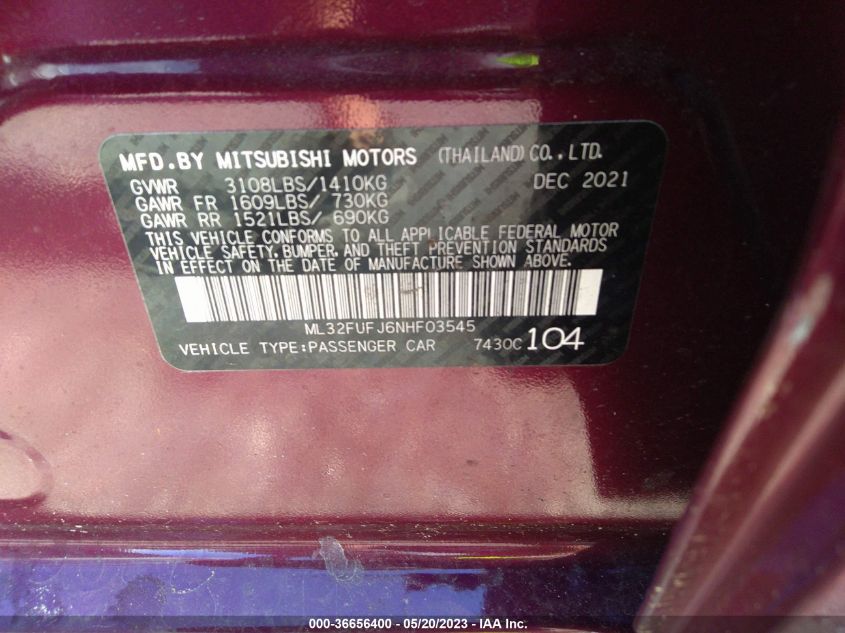 MFD.BY MITSUBISHI MOTORS (THAILAND) CO., LTD.
GVWR 3108LBS/1410KG DEC 2021
GAWR FR 1609LBS/ 730KG
GAWR RR 1521LBS/ 690KG
THIS VEHICLE CONFORMS TO ALL APPLICABLE FEDERAL MOTOR
VEHICLE SAFETY, BUMPER, AND THEFT PREVENTION STANDARDS
IN EFFECT ON THE DATE OF MANUFACTURE SHOWN ABOVE.
ML32FUFJ6NHF03545
VEHICLE TYPE:PASSENGER CAR 7430C 104
000-36656400 - 05/20/2023 - IAA Inc.